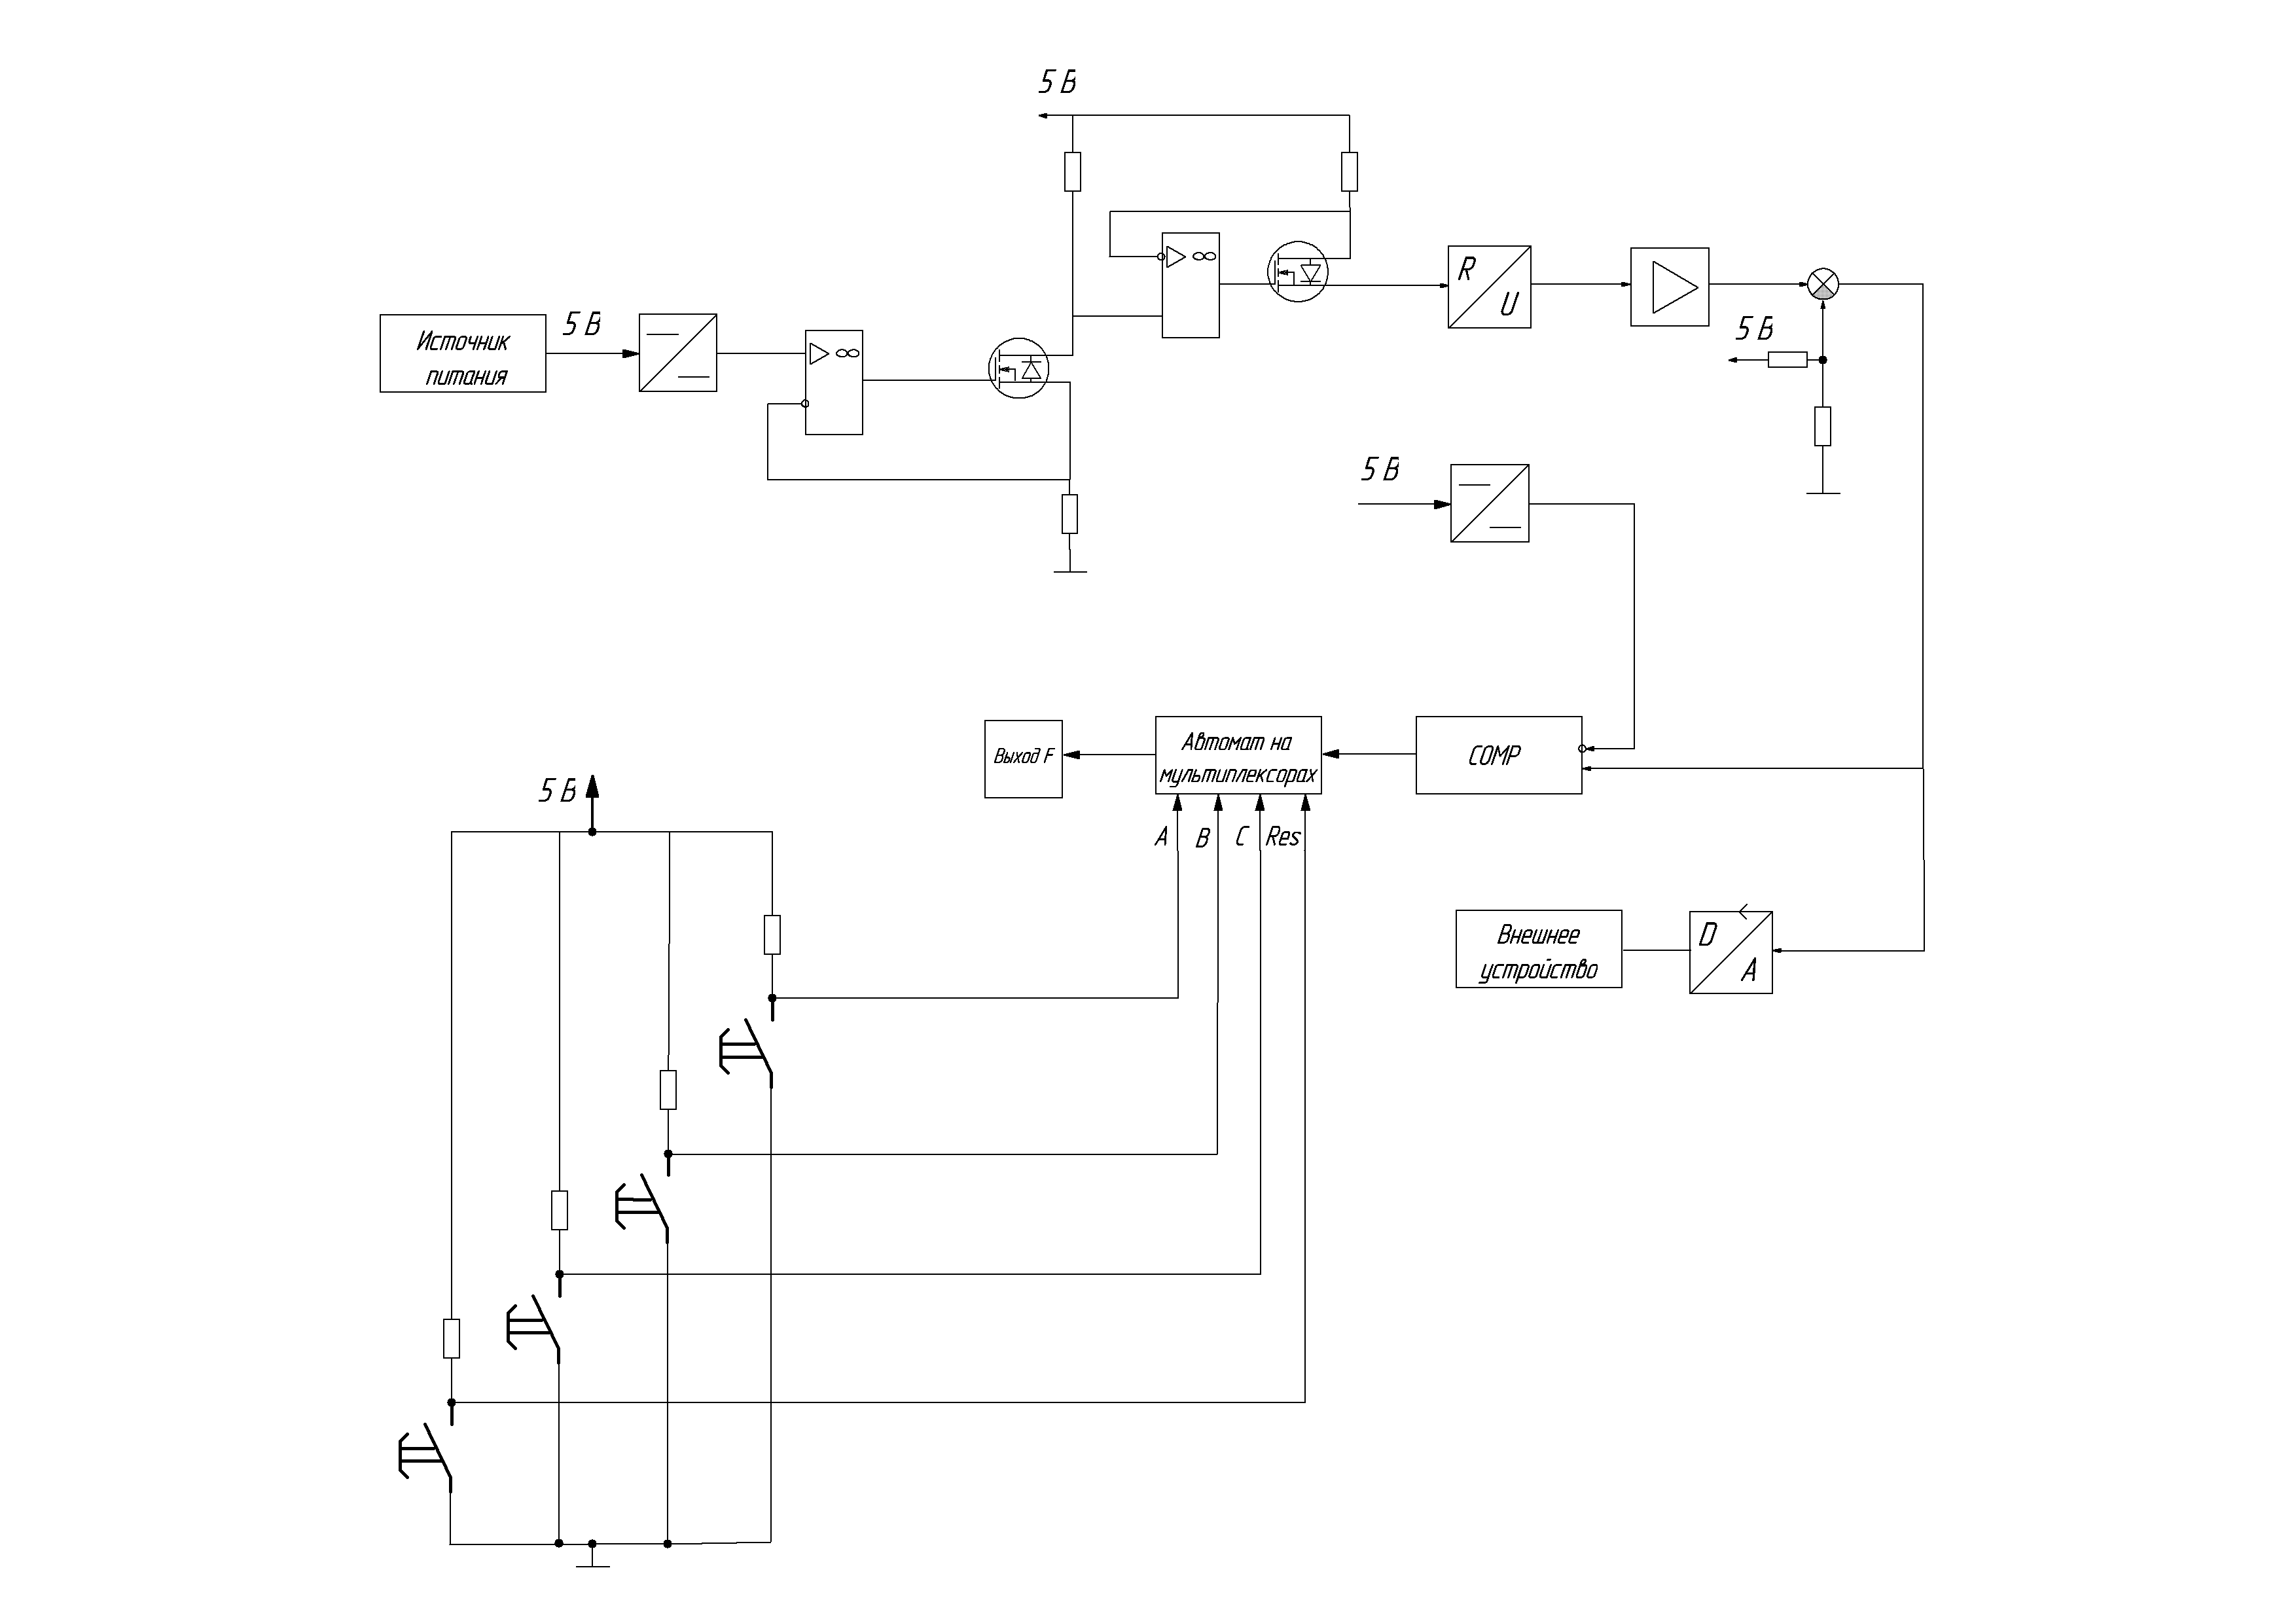 5 В
R
U
5 В
Источник
питания
5 В
5 В
Выход F
Автомат на
мультиплексорах
COMP
5 В
A
B
C
Res
Внешнее
устройство
D
A